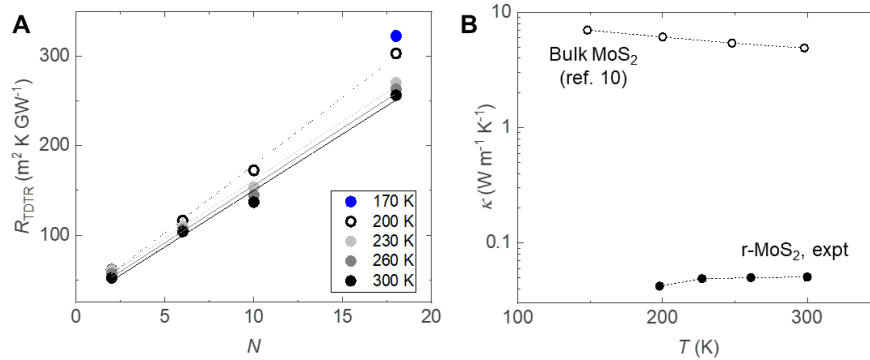 A
B
R_TDTR (m² K GW⁻¹)
300
200
100
0
5
10
15
20
N
170 K
200 K
230 K
260 K
300 K
κ (W m⁻¹ K⁻¹)
10
1
0.1
100
200
300
T (K)
Bulk MoS₂
(ref. 10)
r-MoS₂, expt